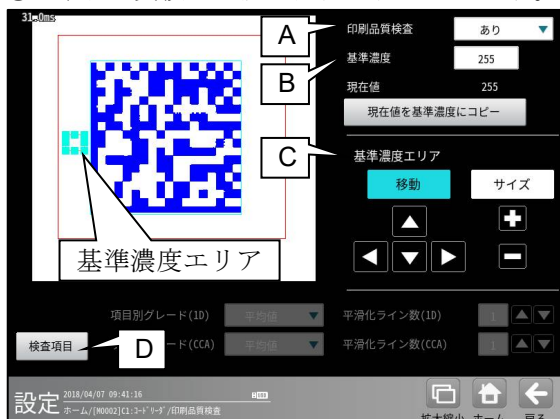 31.0ms
A
印刷品質検査
あり
B
基準濃度
255
現在値
255
現在値を基準濃度にコピー
C
基準濃度エリア
移動
サイズ
基準濃度エリア
項目別グレード(1D)
平均値
平滑化ライン数(1D)
1
検査項目
D
ード(CCA)
平均値
平滑化ライン数(CCA)
1
設定
2018/04/07 09:41:16
ホーム/[M0002]C1:コードリーダ/印刷品質検査
拡大縮小
ホーム
戻る